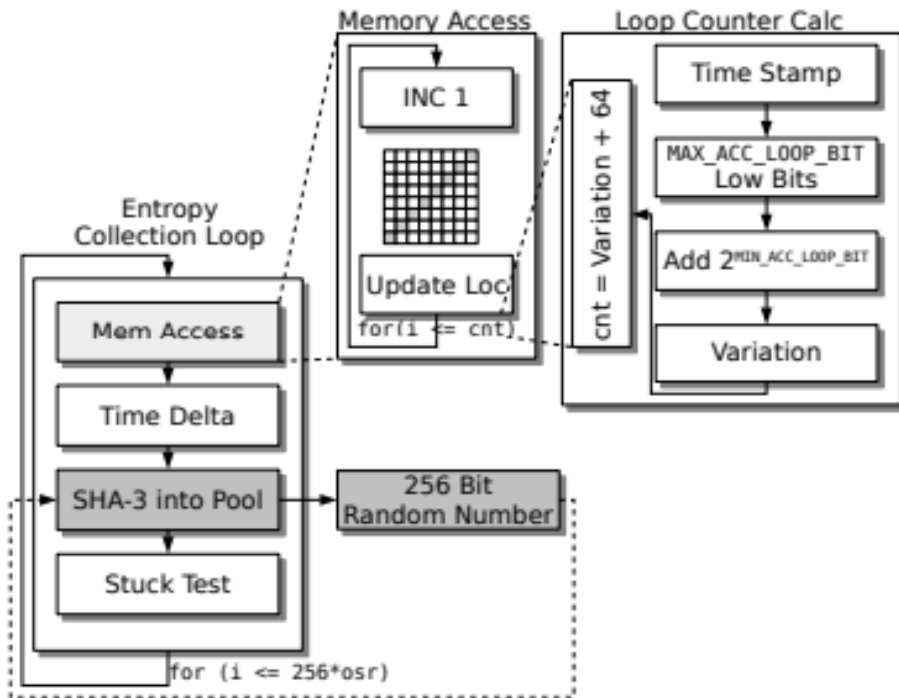 Memory Access
INC 1
Update Loc
for(i <= cnt)
Loop Counter Calc
Time Stamp
MAX_ACC_LOOP_BIT
Low Bits
Add 2^MIN_ACC_LOOP_BIT
Variation
cnt = Variation + 64
Entropy
Collection Loop
Mem Access
Time Delta
SHA-3 into Pool
Stuck Test
for (i <= 256*osr)
256 Bit
Random Number